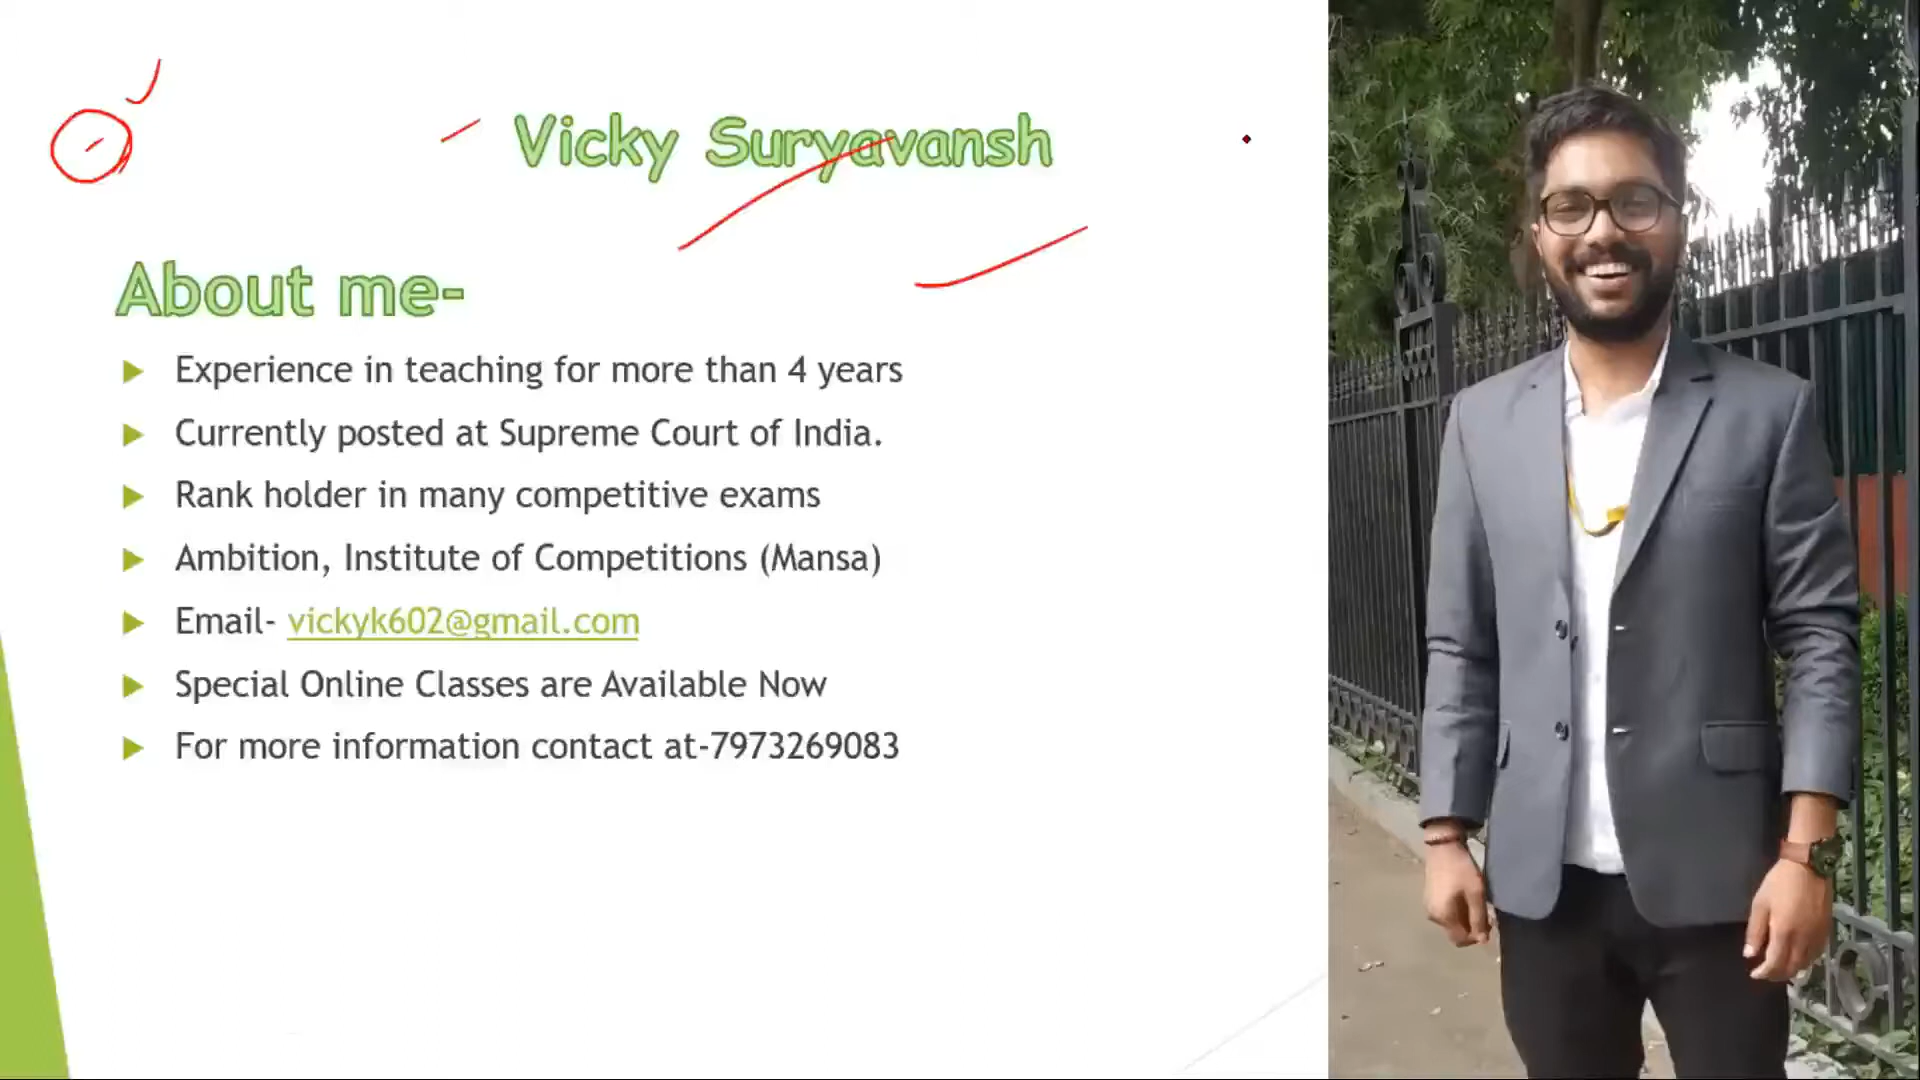 Vicky Suryavansh
About me-
Experience in teaching for more than 4 years
Currently posted at Supreme Court of India.
Rank holder in many competitive exams
Ambition, Institute of Competitions (Mansa)
Email- vickyk602@gmail.com
Special Online Classes are Available Now
For more information contact at-7973269083